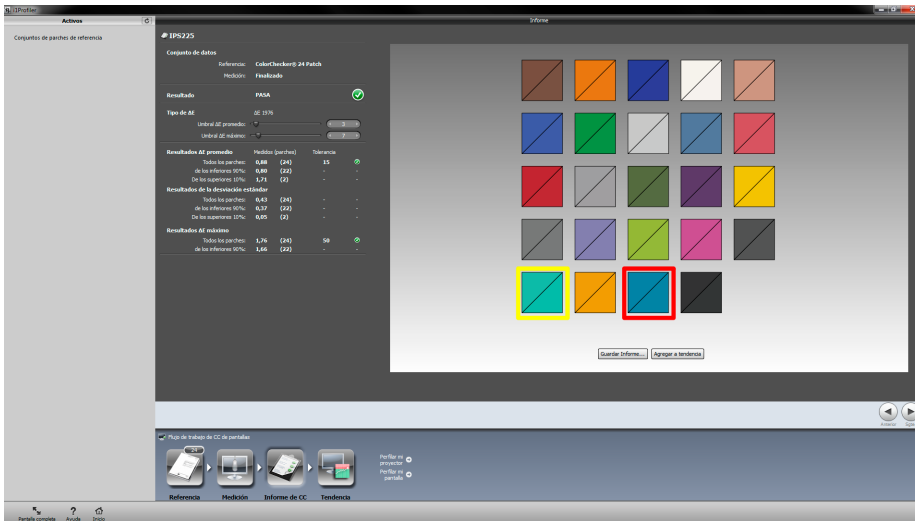 i1Profiler
Activos
Informe
Conjuntos de parches de referencia
IPS225
Conjunto de datos
Referencia: ColorChecker® 24 Patch
Medición: Finalizado
Resultado PASA
Tipo de ΔE ΔE 1976
Umbral ΔE promedio: 3
Umbral ΔE máximo: 7
Resultados ΔE promedio Medidos (parches) Tolerancia
Todos los parches: 0,88 (24) 15
de los inferiores 90%: 0,80 (22) - -
De los superiores 10%: 1,71 (2) - -
Resultados de la desviación estándar
Todos los parches: 0,43 (24) - -
de los inferiores 90%: 0,37 (22) - -
De los superiores 10%: 0,05 (2) - -
Resultados ΔE máximo
Todos los parches: 1,76 (24) 50
de los inferiores 90%: 1,66 (22) - -
Guardar Informe... Agregar a tendencia
Anterior
Flujo de trabajo de CC de pantallas
24
Perfilar mi proyector
Perfilar mi pantalla
Referencia Medición Informe de CC Tendencia
Pantalla completa Ayuda Inicio